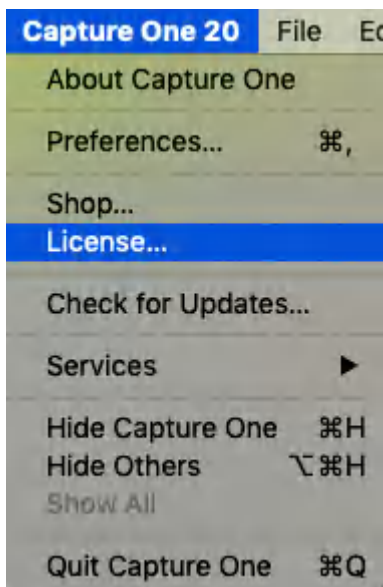 Capture One 20 File
About Capture One
Preferences... ⌘,
Shop...
License...
Check for Updates...
Services ▶
Hide Capture One ⌘H
Hide Others ⌥⌘H
Show All
Quit Capture One ⌘Q